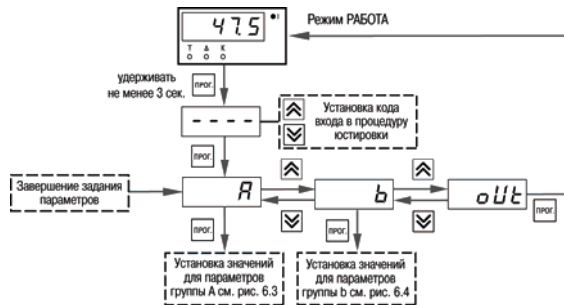 47.5
Режим РАБОТА
Т Δ К
удерживать
не менее 3 сек.
ПРОГ.
- - - -
Установка кода
входа в процедуру
юстировки
ПРОГ.
Завершение задания
параметров
A
b
oUt
ПРОГ.
ПРОГ.
ПРОГ.
Установка значений
для параметров
группы А см. рис. 6.3
Установка значений
для параметров
группы b см. рис. 6.4